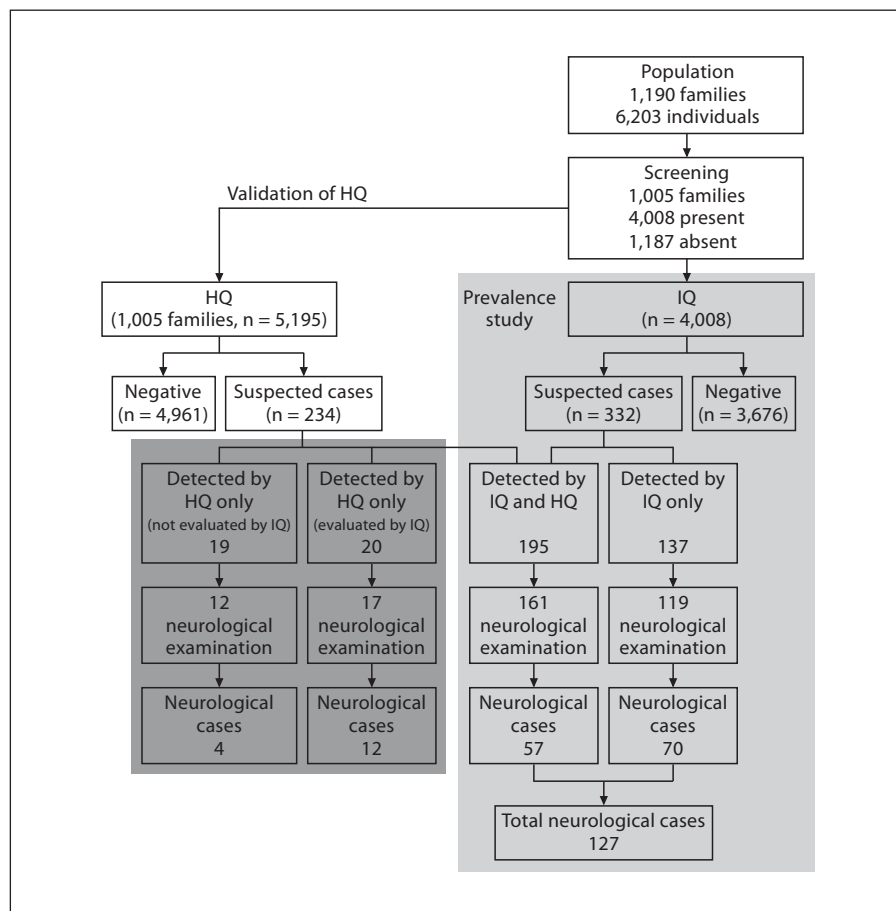 Population
1,190 families
6,203 individuals
Screening
1,005 families
4,008 present
1,187 absent
Validation of HQ
HQ
(1,005 families, n = 5,195)
Prevalence
study
IQ
(n = 4,008)
Negative
(n = 4,961)
Suspected cases
(n = 234)
Suspected cases
(n = 332)
Negative
(n = 3,676)
Detected by
HQ only
(not evaluated by IQ)
19
Detected by
HQ only
(evaluated by IQ)
20
Detected by
IQ and HQ
195
Detected by
IQ only
137
12
neurological
examination
17
neurological
examination
161
neurological
examination
119
neurological
examination
Neurological
cases
4
Neurological
cases
12
Neurological
cases
57
Neurological
cases
70
Total neurological cases
127